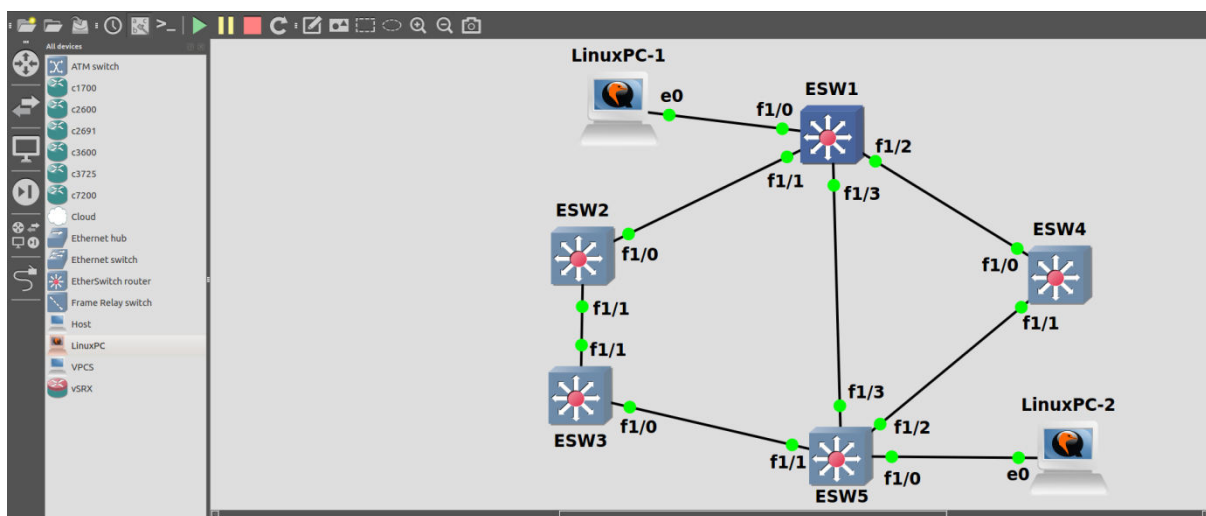 All devices
ATM switch
c1700
c2600
c2691
c3600
c3725
c7200
Cloud
Ethernet hub
Ethernet switch
EtherSwitch router
Frame Relay switch
Host
LinuxPC
VPCS
vSRX
LinuxPC-1
e0
f1/0
ESW1
f1/2
f1/1
f1/3
ESW2
f1/0
ESW4
f1/0
f1/1
f1/1
f1/1
f1/0
ESW3
f1/3
f1/2
LinuxPC-2
f1/1
f1/0
e0
ESW5